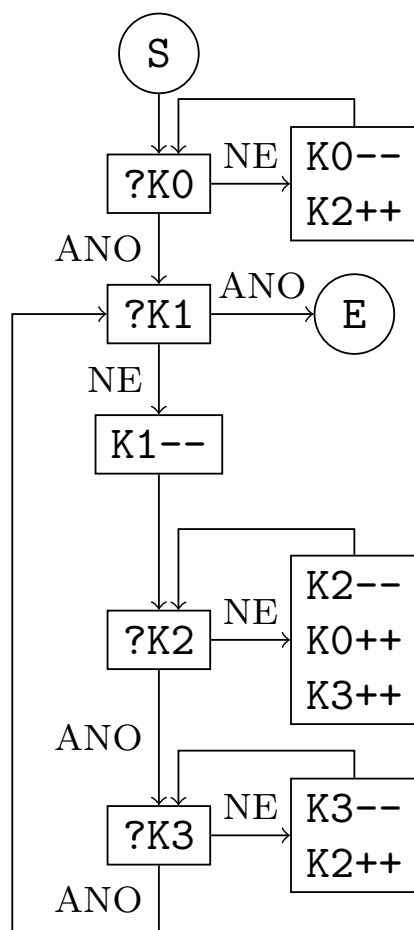 S
?K0
NE
K0--
K2++
ANO
?K1
ANO
E
NE
K1--
?K2
NE
K2--
K0++
K3++
ANO
?K3
NE
K3--
K2++
ANO